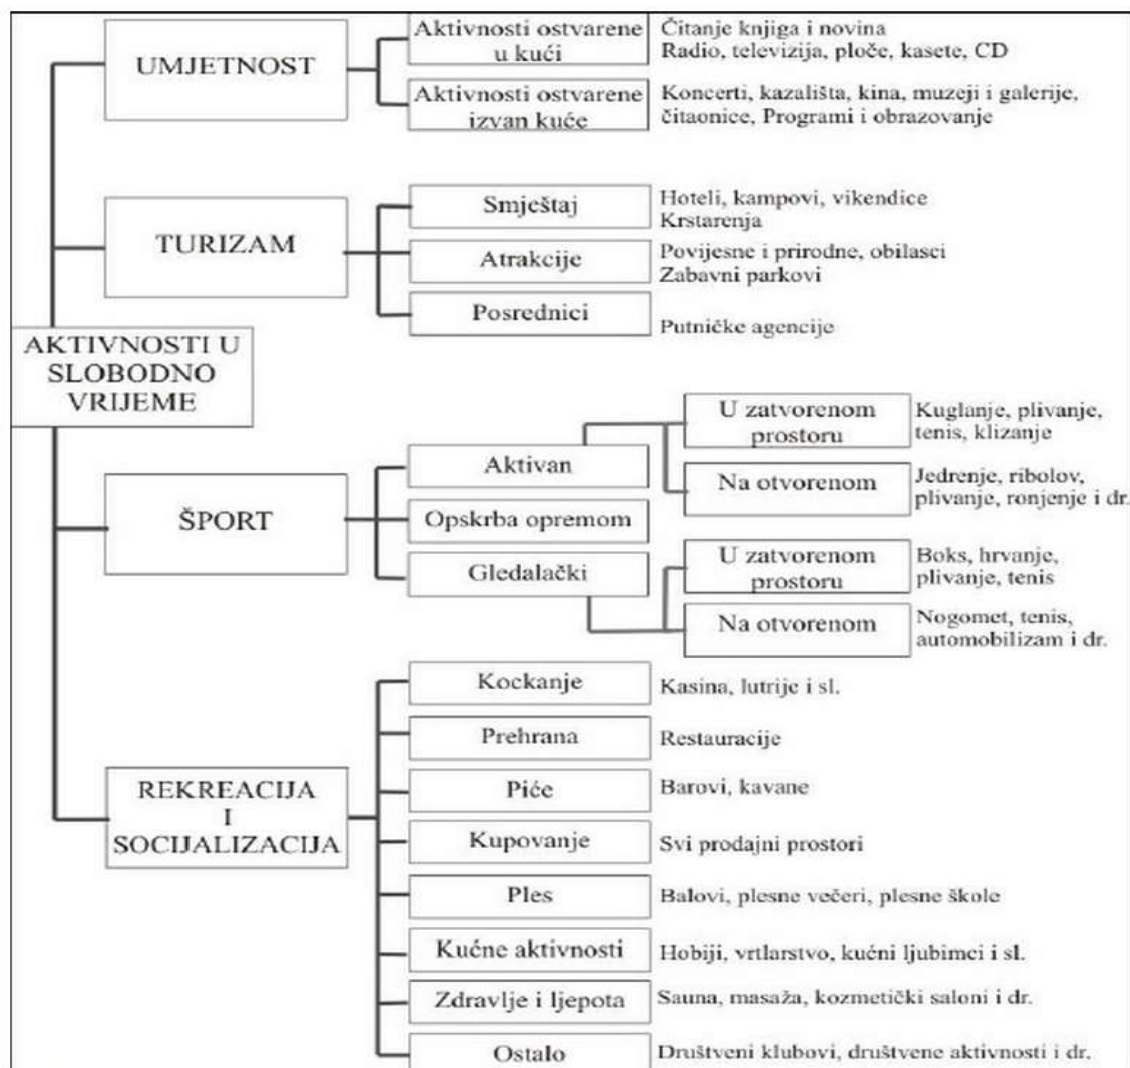 AKTIVNOSTI U
SLOBODNO
VRIJEME
UMJETNOST
Aktivnosti ostvarene
u kući
Čitanje knjiga i novina
Radio, televizija, ploče, kasete, CD
Aktivnosti ostvarene
izvan kuće
Koncerti, kazališta, kina, muzeji i galerije,
čitaonice, Programi i obrazovanje
TURIZAM
Smještaj
Hoteli, kampovi, vikendice
Krstarenja
Atrakcije
Povijesne i prirodne, obilasci
Zabavni parkovi
Posrednici
Putničke agencije
ŠPORT
Aktivan
U zatvorenom
prostoru
Kuglanje, plivanje,
tenis, klizanje
Na otvorenom
Jedrenje, ribolov,
plivanje, ronjenje i dr.
Opskrba opremom
Gledalački
U zatvorenom
prostoru
Boks, hrvanje,
plivanje, tenis
Na otvorenom
Nogomet, tenis,
automobilizam i dr.
REKREACIJA
I
SOCIJALIZACIJA
Kockanje
Kasina, lutrije i sl.
Prehrana
Restauracije
Piće
Barovi, kavane
Kupovanje
Svi prodajni prostori
Ples
Balovi, plesne večeri, plesne škole
Kućne aktivnosti
Hobiji, vrtlarstvo, kućni ljubimci i sl.
Zdravlje i ljepota
Sauna, masaža, kozmetički saloni i dr.
Ostalo
Društveni klubovi, društvene aktivnosti i dr.